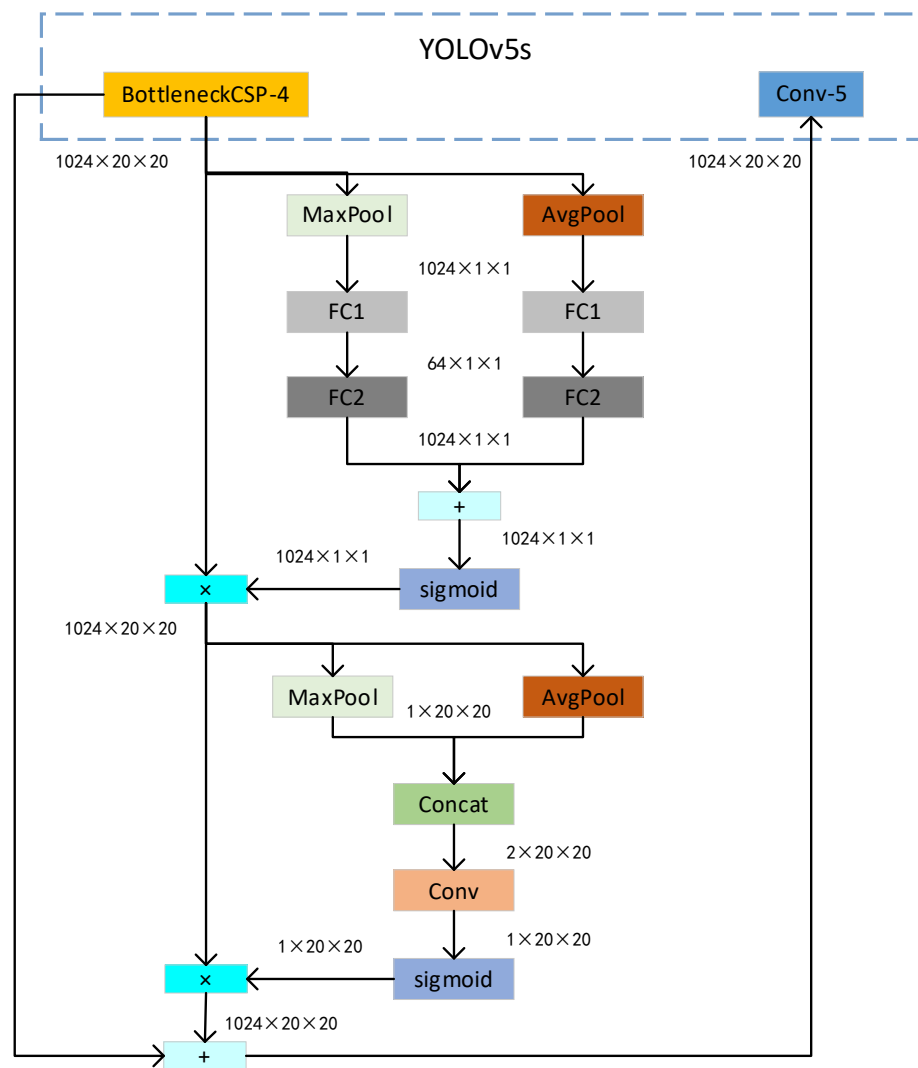 YOLOv5s
BottleneckCSP-4
Conv-5
1024×20×20
1024×20×20
MaxPool
AvgPool
1024×1×1
FC1
FC1
64×1×1
FC2
FC2
1024×1×1
+
1024×1×1
1024×1×1
×
sigmoid
1024×20×20
MaxPool
AvgPool
1×20×20
Concat
2×20×20
Conv
1×20×20
1×20×20
×
sigmoid
1024×20×20
+